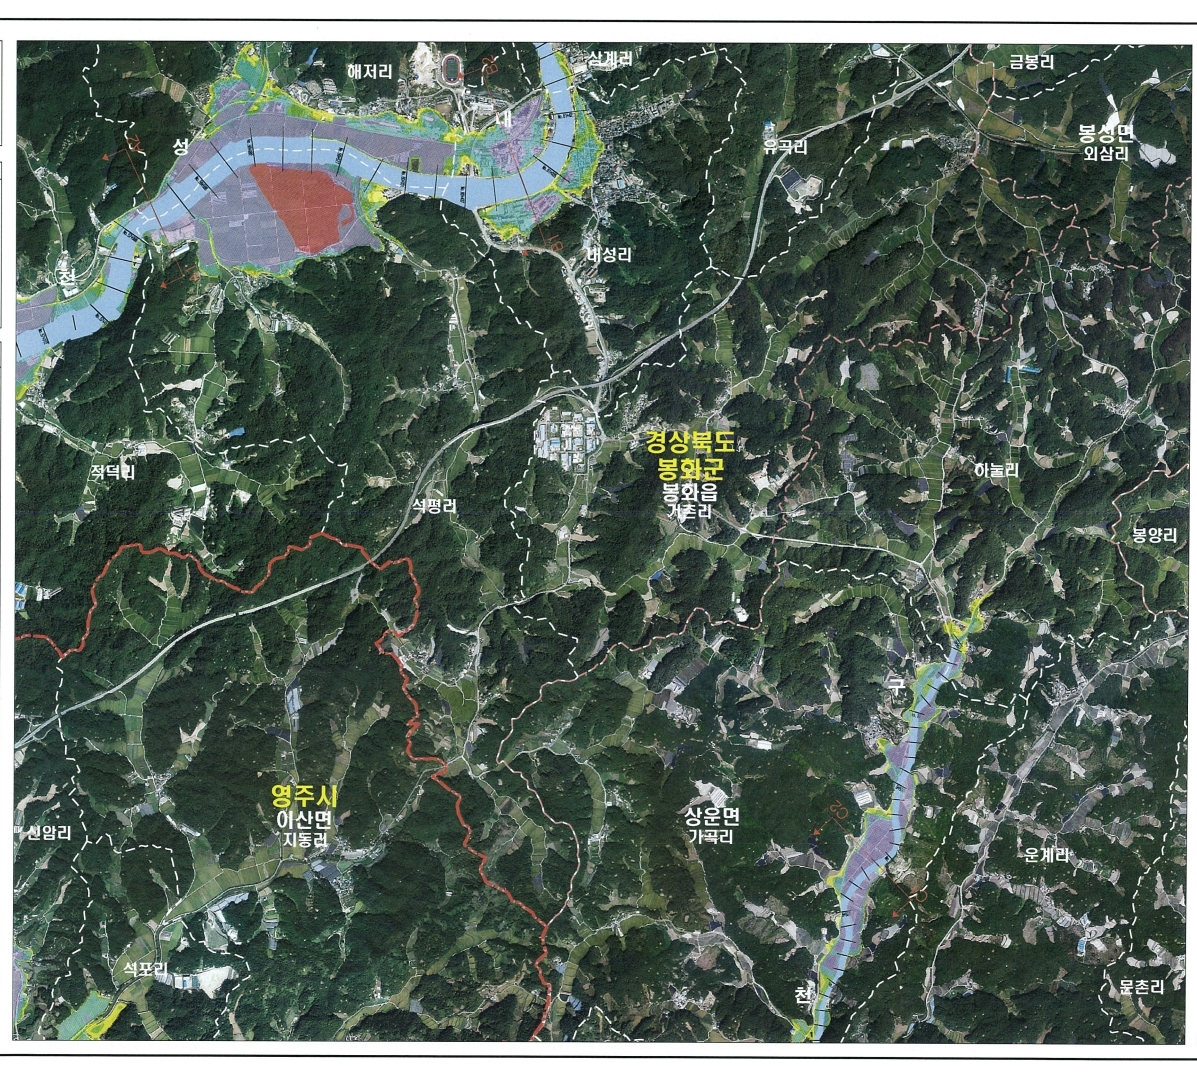 해저리
삼계리
금봉리
내
성
유곡리
봉성면
외삼리
내성리
천
경상북도
봉화군
봉화읍
거촌리
적덕리
석평리
하눌리
봉양리
구
영주시
이산면
지동리
신암리
상운면
가곡리
운계리
석포리
천
문촌리